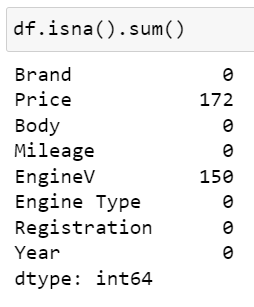 df.isna().sum()
Brand 0
Price 172
Body 0
Mileage 0
EngineV 150
Engine Type 0
Registration 0
Year 0
dtype: int64